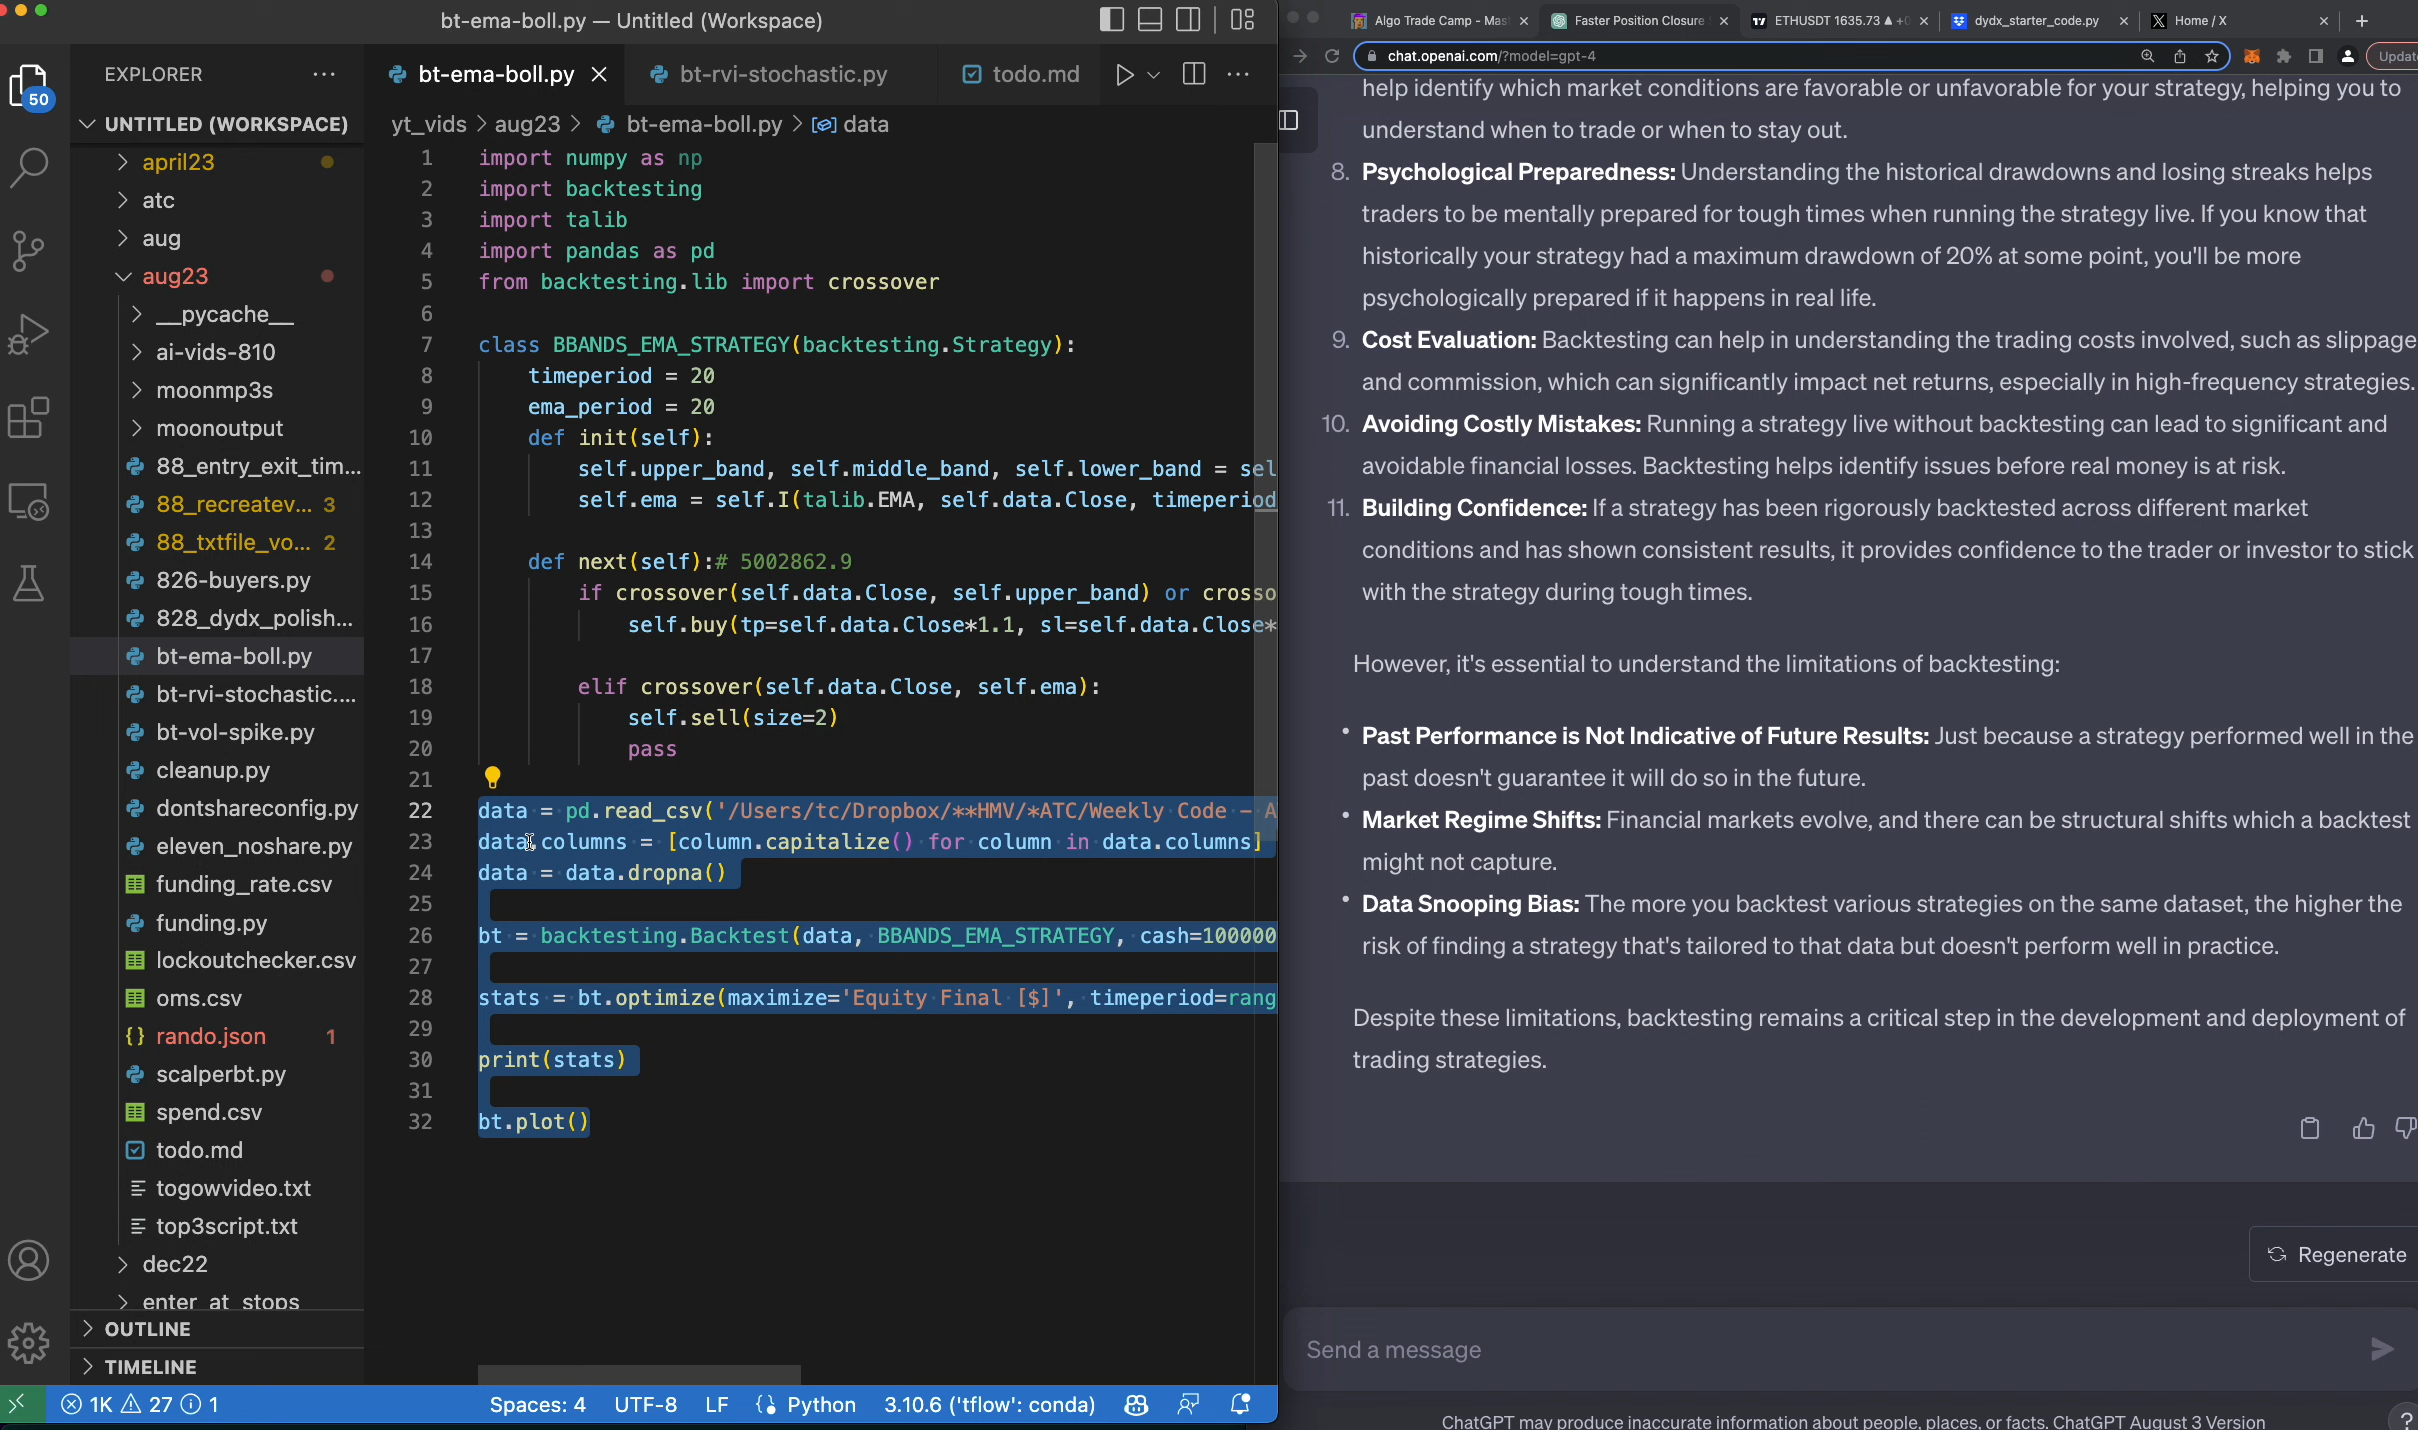 bt-ema-boll.py — Untitled (Workspace)
EXPLORER
50
UNTITLED (WORKSPACE)
april23
atc
aug
aug23
__pycache__
ai-vids-810
moonmp3s
moonoutput
88_entry_exit_tim...
88_recreatev... 3
88_txtfile_vo... 2
826-buyers.py
828_dydx_polish...
bt-ema-boll.py
bt-rvi-stochastic....
bt-vol-spike.py
cleanup.py
dontshareconfig.py
eleven_noshare.py
funding_rate.csv
funding.py
lockoutchecker.csv
oms.csv
{} rando.json 1
scalperbt.py
spend.csv
todo.md
togowvideo.txt
top3script.txt
dec22
enter_at_stops
OUTLINE
TIMELINE
bt-ema-boll.py bt-rvi-stochastic.py todo.md
yt_vids > aug23 > bt-ema-boll.py > data
1 import numpy as np
2 import backtesting
3 import talib
4 import pandas as pd
5 from backtesting.lib import crossover
6
7 class BBANDS_EMA_STRATEGY(backtesting.Strategy):
8 timeperiod = 20
9 ema_period = 20
10 def init(self):
11 self.upper_band, self.middle_band, self.lower_band = sel
12 self.ema = self.I(talib.EMA, self.data.Close, timeperiod
13
14 def next(self):# 5002862.9
15 if crossover(self.data.Close, self.upper_band) or crosso
16 self.buy(tp=self.data.Close*1.1, sl=self.data.Close*
17
18 elif crossover(self.data.Close, self.ema):
19 self.sell(size=2)
20 pass
21
22 data = pd.read_csv('/Users/tc/Dropbox/**HMV/*ATC/Weekly Code - A
23 data.columns = [column.capitalize() for column in data.columns]
24 data = data.dropna()
25
26 bt = backtesting.Backtest(data, BBANDS_EMA_STRATEGY, cash=100000
27
28 stats = bt.optimize(maximize='Equity Final [$]', timeperiod=rang
29
30 print(stats)
31
32 bt.plot()
1K 27 1 Spaces: 4 UTF-8 LF Python 3.10.6 ('tflow': conda)
Algo Trade Camp - Mas Faster Position Closure ETHUSDT 1635.73 ▲ +0 dydx_starter_code.py Home / X
chat.openai.com/?model=gpt-4 Update
help identify which market conditions are favorable or unfavorable for your strategy, helping you to
understand when to trade or when to stay out.
8. Psychological Preparedness: Understanding the historical drawdowns and losing streaks helps
traders to be mentally prepared for tough times when running the strategy live. If you know that
historically your strategy had a maximum drawdown of 20% at some point, you'll be more
psychologically prepared if it happens in real life.
9. Cost Evaluation: Backtesting can help in understanding the trading costs involved, such as slippage
and commission, which can significantly impact net returns, especially in high-frequency strategies.
10. Avoiding Costly Mistakes: Running a strategy live without backtesting can lead to significant and
avoidable financial losses. Backtesting helps identify issues before real money is at risk.
11. Building Confidence: If a strategy has been rigorously backtested across different market
conditions and has shown consistent results, it provides confidence to the trader or investor to stick
with the strategy during tough times.
However, it's essential to understand the limitations of backtesting:
• Past Performance is Not Indicative of Future Results: Just because a strategy performed well in the
past doesn't guarantee it will do so in the future.
• Market Regime Shifts: Financial markets evolve, and there can be structural shifts which a backtest
might not capture.
• Data Snooping Bias: The more you backtest various strategies on the same dataset, the higher the
risk of finding a strategy that's tailored to that data but doesn't perform well in practice.
Despite these limitations, backtesting remains a critical step in the development and deployment of
trading strategies.
Regenerate
Send a message
ChatGPT may produce inaccurate information about people, places, or facts. ChatGPT August 3 Version
?